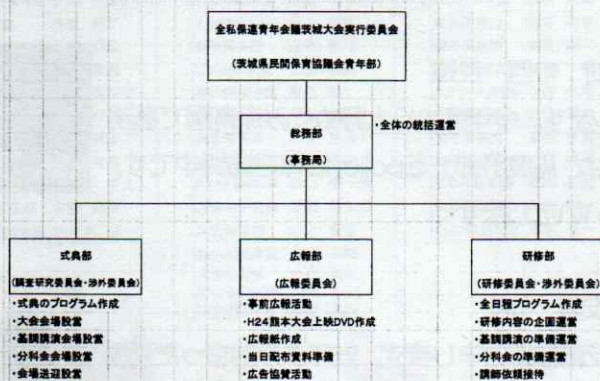 全私保連青年会議茨城大会実行委員会
(茨城県民間保育協議会青年部)
総務部
(事務局)
・全体の統括運営
式典部
(調査研究委員会・渉外委員会)
・式典のプログラム作成
・大会会場設営
・基調講演会場設営
・分科会会場設営
・会場送迎設営
広報部
(広報委員会)
・事前広報活動
・H24熊本大会上映DVD作成
・広報紙作成
・当日配布資料準備
・広告協賛活動
研修部
(研修委員会・渉外委員会)
・全日程プログラム作成
・研修内容の企画運営
・基調講演の準備運営
・分科会の準備運営
・講師依頼接待